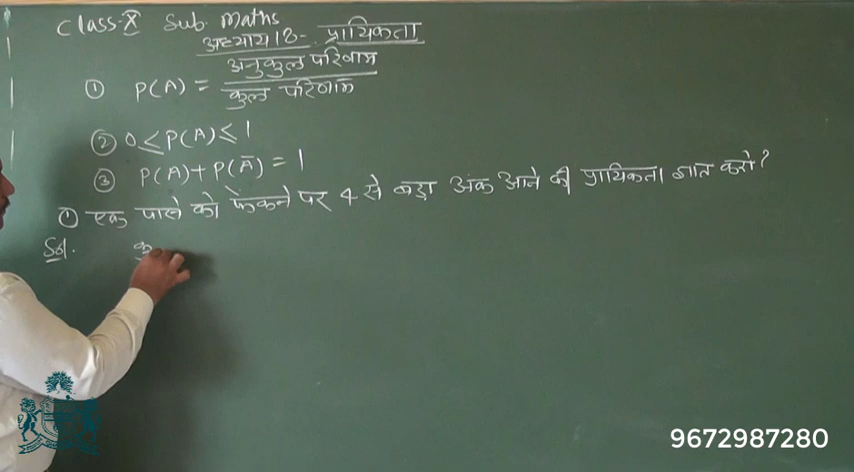 Class-X Sub. Maths
अध्याय 18- प्रायिकता
① P(A) = अनुकुल परिणाम / कुल परिणाम
② 0 ≤ P(A) ≤ 1
③ P(A) + P(Ā) = 1
① एक पासे को फेंकने पर 4 से बड़ा अंक आने की प्रायिकता ज्ञात करो?
Sol. कु
9672987280